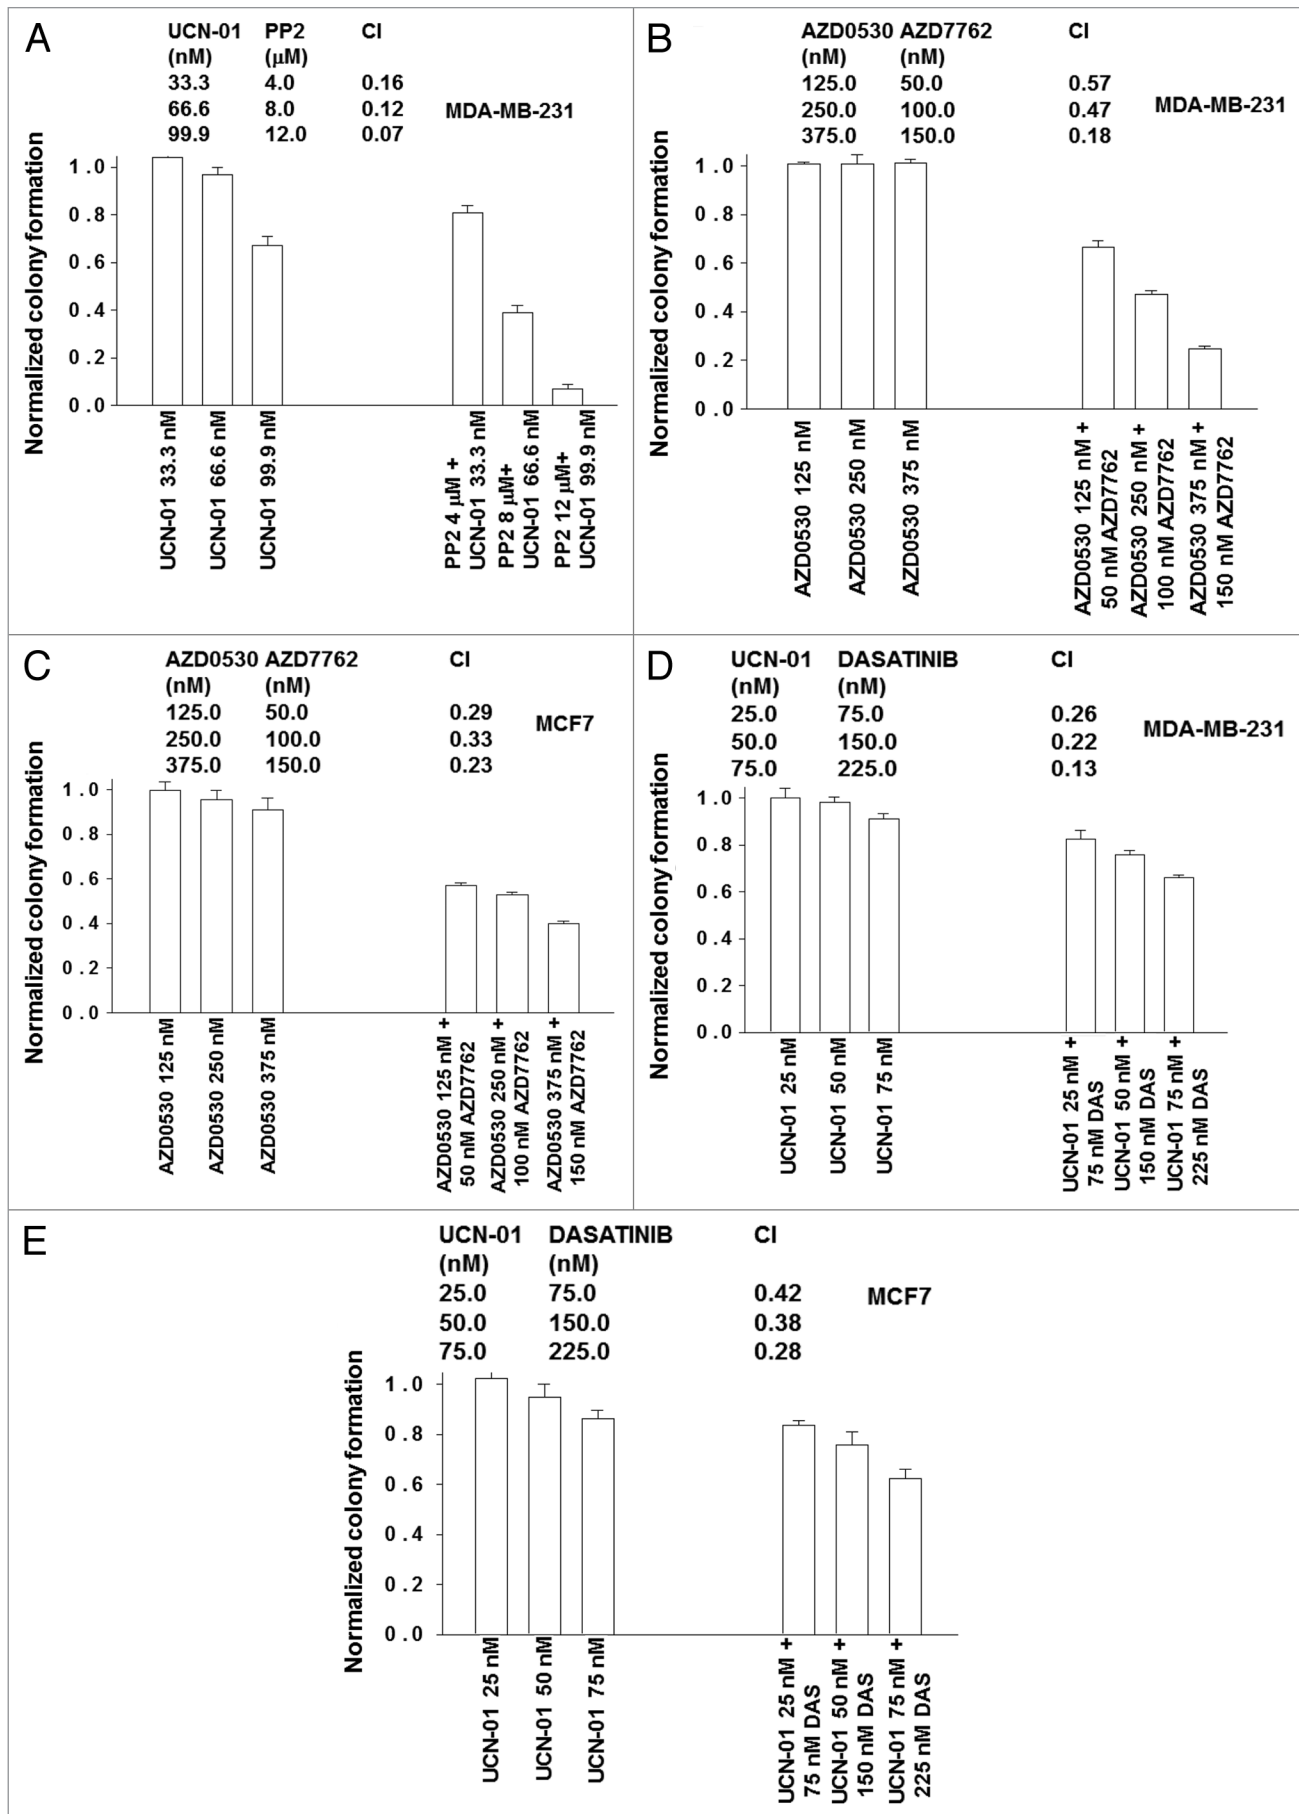 A
UCN-01 PP2 CI
(nM) (µM)
33.3 4.0 0.16
66.6 8.0 0.12
99.9 12.0 0.07
MDA-MB-231
Normalized colony formation
1.0
0.8
0.6
0.4
0.2
0.0
UCN-01 33.3 nM
UCN-01 66.6 nM
UCN-01 99.9 nM
PP2 4 µM +
UCN-01 33.3 nM
PP2 8 µM+
UCN-01 66.6 nM
PP2 12 µM+
UCN-01 99.9 nM
B
AZD0530 AZD7762 CI
(nM) (nM)
125.0 50.0 0.57
250.0 100.0 0.47
375.0 150.0 0.18
MDA-MB-231
Normalized colony formation
1.0
0.8
0.6
0.4
0.2
0.0
AZD0530 125 nM
AZD0530 250 nM
AZD0530 375 nM
AZD0530 125 nM +
50 nM AZD7762
AZD0530 250 nM +
100 nM AZD7762
AZD0530 375 nM +
150 nM AZD7762
C
AZD0530 AZD7762 CI
(nM) (nM)
125.0 50.0 0.29
250.0 100.0 0.33
375.0 150.0 0.23
MCF7
Normalized colony formation
1.0
0.8
0.6
0.4
0.2
0.0
AZD0530 125 nM
AZD0530 250 nM
AZD0530 375 nM
AZD0530 125 nM +
50 nM AZD7762
AZD0530 250 nM +
100 nM AZD7762
AZD0530 375 nM +
150 nM AZD7762
D
UCN-01 DASATINIB CI
(nM) (nM)
25.0 75.0 0.26
50.0 150.0 0.22
75.0 225.0 0.13
MDA-MB-231
Normalized colony formation
1.0
0.8
0.6
0.4
0.2
0.0
UCN-01 25 nM
UCN-01 50 nM
UCN-01 75 nM
UCN-01 25 nM +
75 nM DAS
UCN-01 50 nM +
150 nM DAS
UCN-01 75 nM +
225 nM DAS
E
UCN-01 DASATINIB CI
(nM) (nM)
25.0 75.0 0.42
50.0 150.0 0.38
75.0 225.0 0.28
MCF7
Normalized colony formation
1.0
0.8
0.6
0.4
0.2
0.0
UCN-01 25 nM
UCN-01 50 nM
UCN-01 75 nM
UCN-01 25 nM +
75 nM DAS
UCN-01 50 nM +
150 nM DAS
UCN-01 75 nM +
225 nM DAS